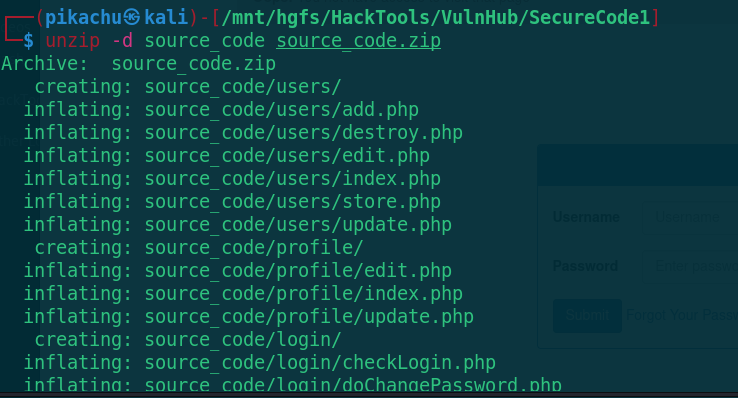 ┌──(pikachu㉿kali)-[/mnt/hgfs/HackTools/VulnHub/SecureCode1]
└─$ unzip -d source_code source_code.zip
Archive:  source_code.zip
   creating: source_code/users/
  inflating: source_code/users/add.php
  inflating: source_code/users/destroy.php
  inflating: source_code/users/edit.php
  inflating: source_code/users/index.php
  inflating: source_code/users/store.php
  inflating: source_code/users/update.php
   creating: source_code/profile/
  inflating: source_code/profile/edit.php
  inflating: source_code/profile/index.php
  inflating: source_code/profile/update.php
   creating: source_code/login/
  inflating: source_code/login/checkLogin.php
  inflating: source_code/login/doChangePassword.php
Username Username
Password Enter
Submit Forgot Your